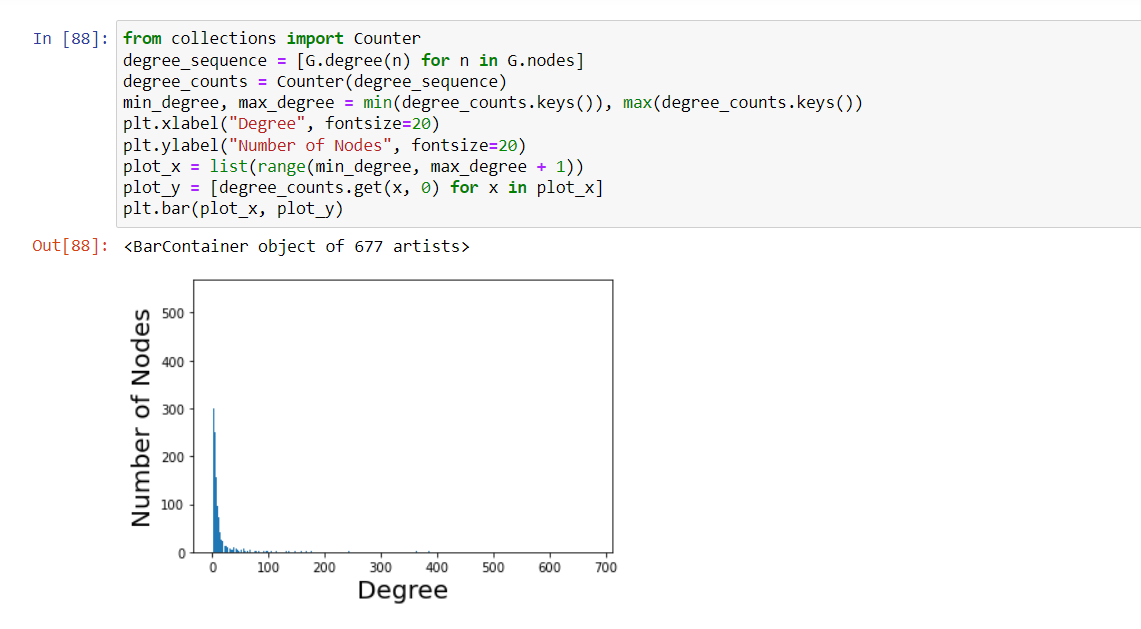 In [88]: from collections import Counter
degree_sequence = [G.degree(n) for n in G.nodes]
degree_counts = Counter(degree_sequence)
min_degree, max_degree = min(degree_counts.keys()), max(degree_counts.keys())
plt.xlabel("Degree", fontsize=20)
plt.ylabel("Number of Nodes", fontsize=20)
plot_x = list(range(min_degree, max_degree + 1))
plot_y = [degree_counts.get(x, 0) for x in plot_x]
plt.bar(plot_x, plot_y)
Out[88]: <BarContainer object of 677 artists>
Number of Nodes
500
400
300
200
100
0
0 100 200 300 400 500 600 700
Degree